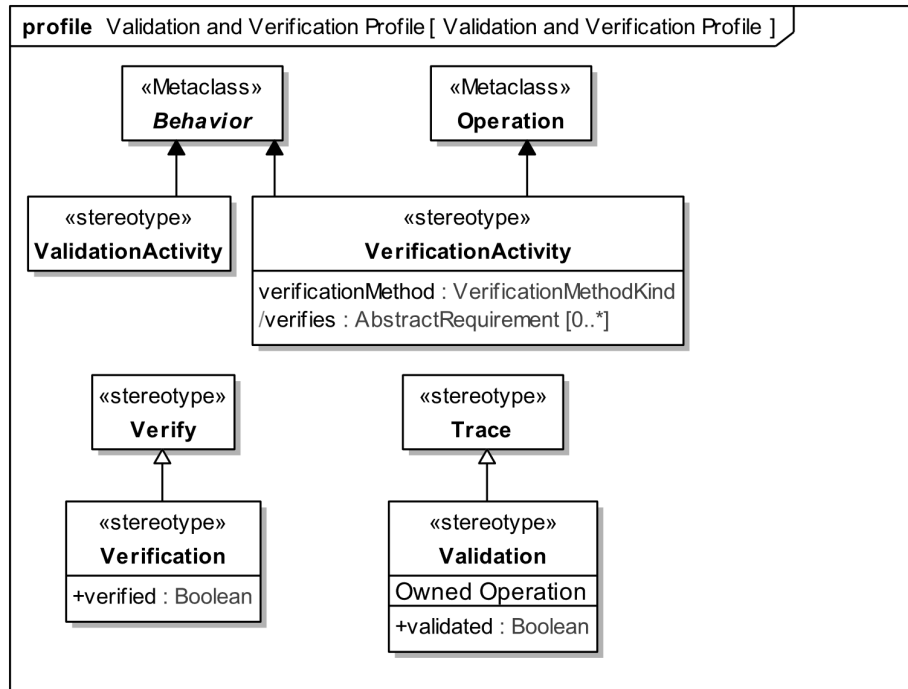 profile Validation and Verification Profile [ Validation and Verification Profile ]
«Metaclass»
Behavior
«Metaclass»
Operation
«stereotype»
ValidationActivity
«stereotype»
VerificationActivity
verificationMethod : VerificationMethodKind
/verifies : AbstractRequirement [0..*]
«stereotype»
Verify
«stereotype»
Trace
«stereotype»
Verification
+verified : Boolean
«stereotype»
Validation
Owned Operation
+validated : Boolean